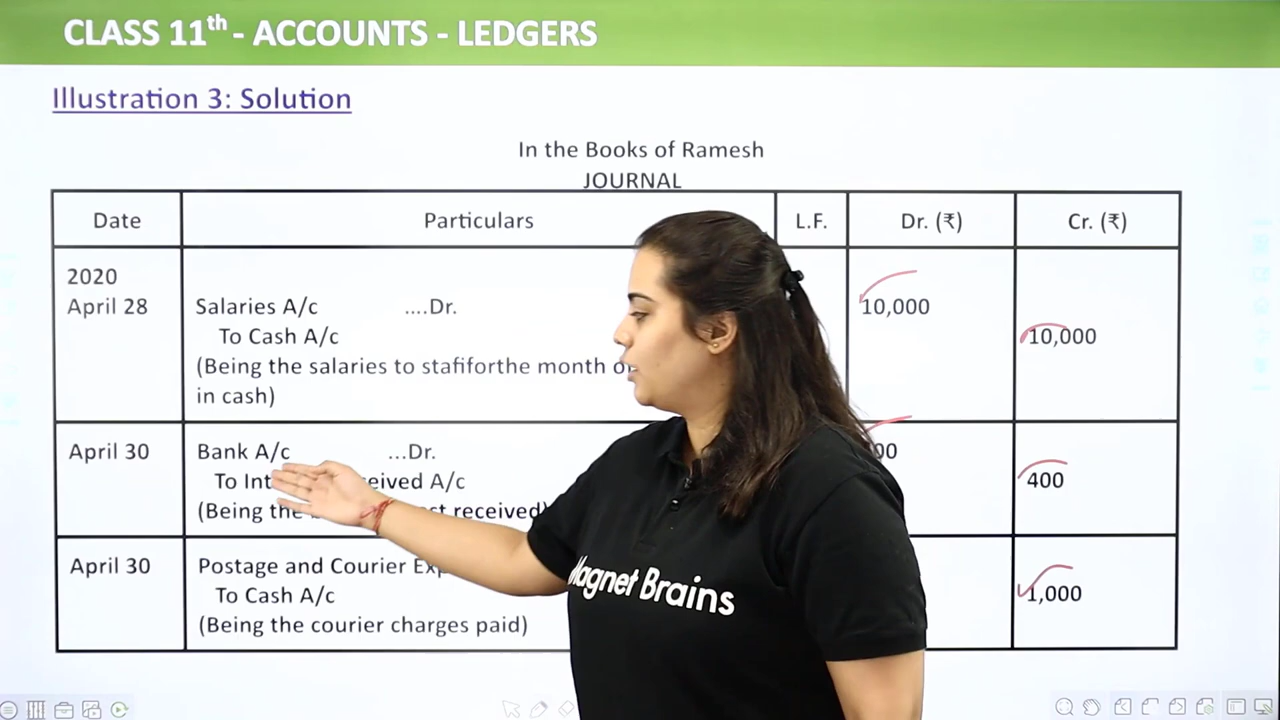 CLASS 11th - ACCOUNTS - LEDGERS
Illustration 3: Solution
In the Books of Ramesh
JOURNAL
Date Particulars L.F. Dr. (₹) Cr. (₹)
2020
April 28 Salaries A/c ....Dr. 10,000
To Cash A/c 10,000
(Being the salaries to stafiforthe month
in cash)
April 30 Bank A/c ...Dr.
To A/c 400
(Being received)
April 30 Postage and Courier
To Cash A/c 1,000
(Being the courier charges paid)
Magnet Brains